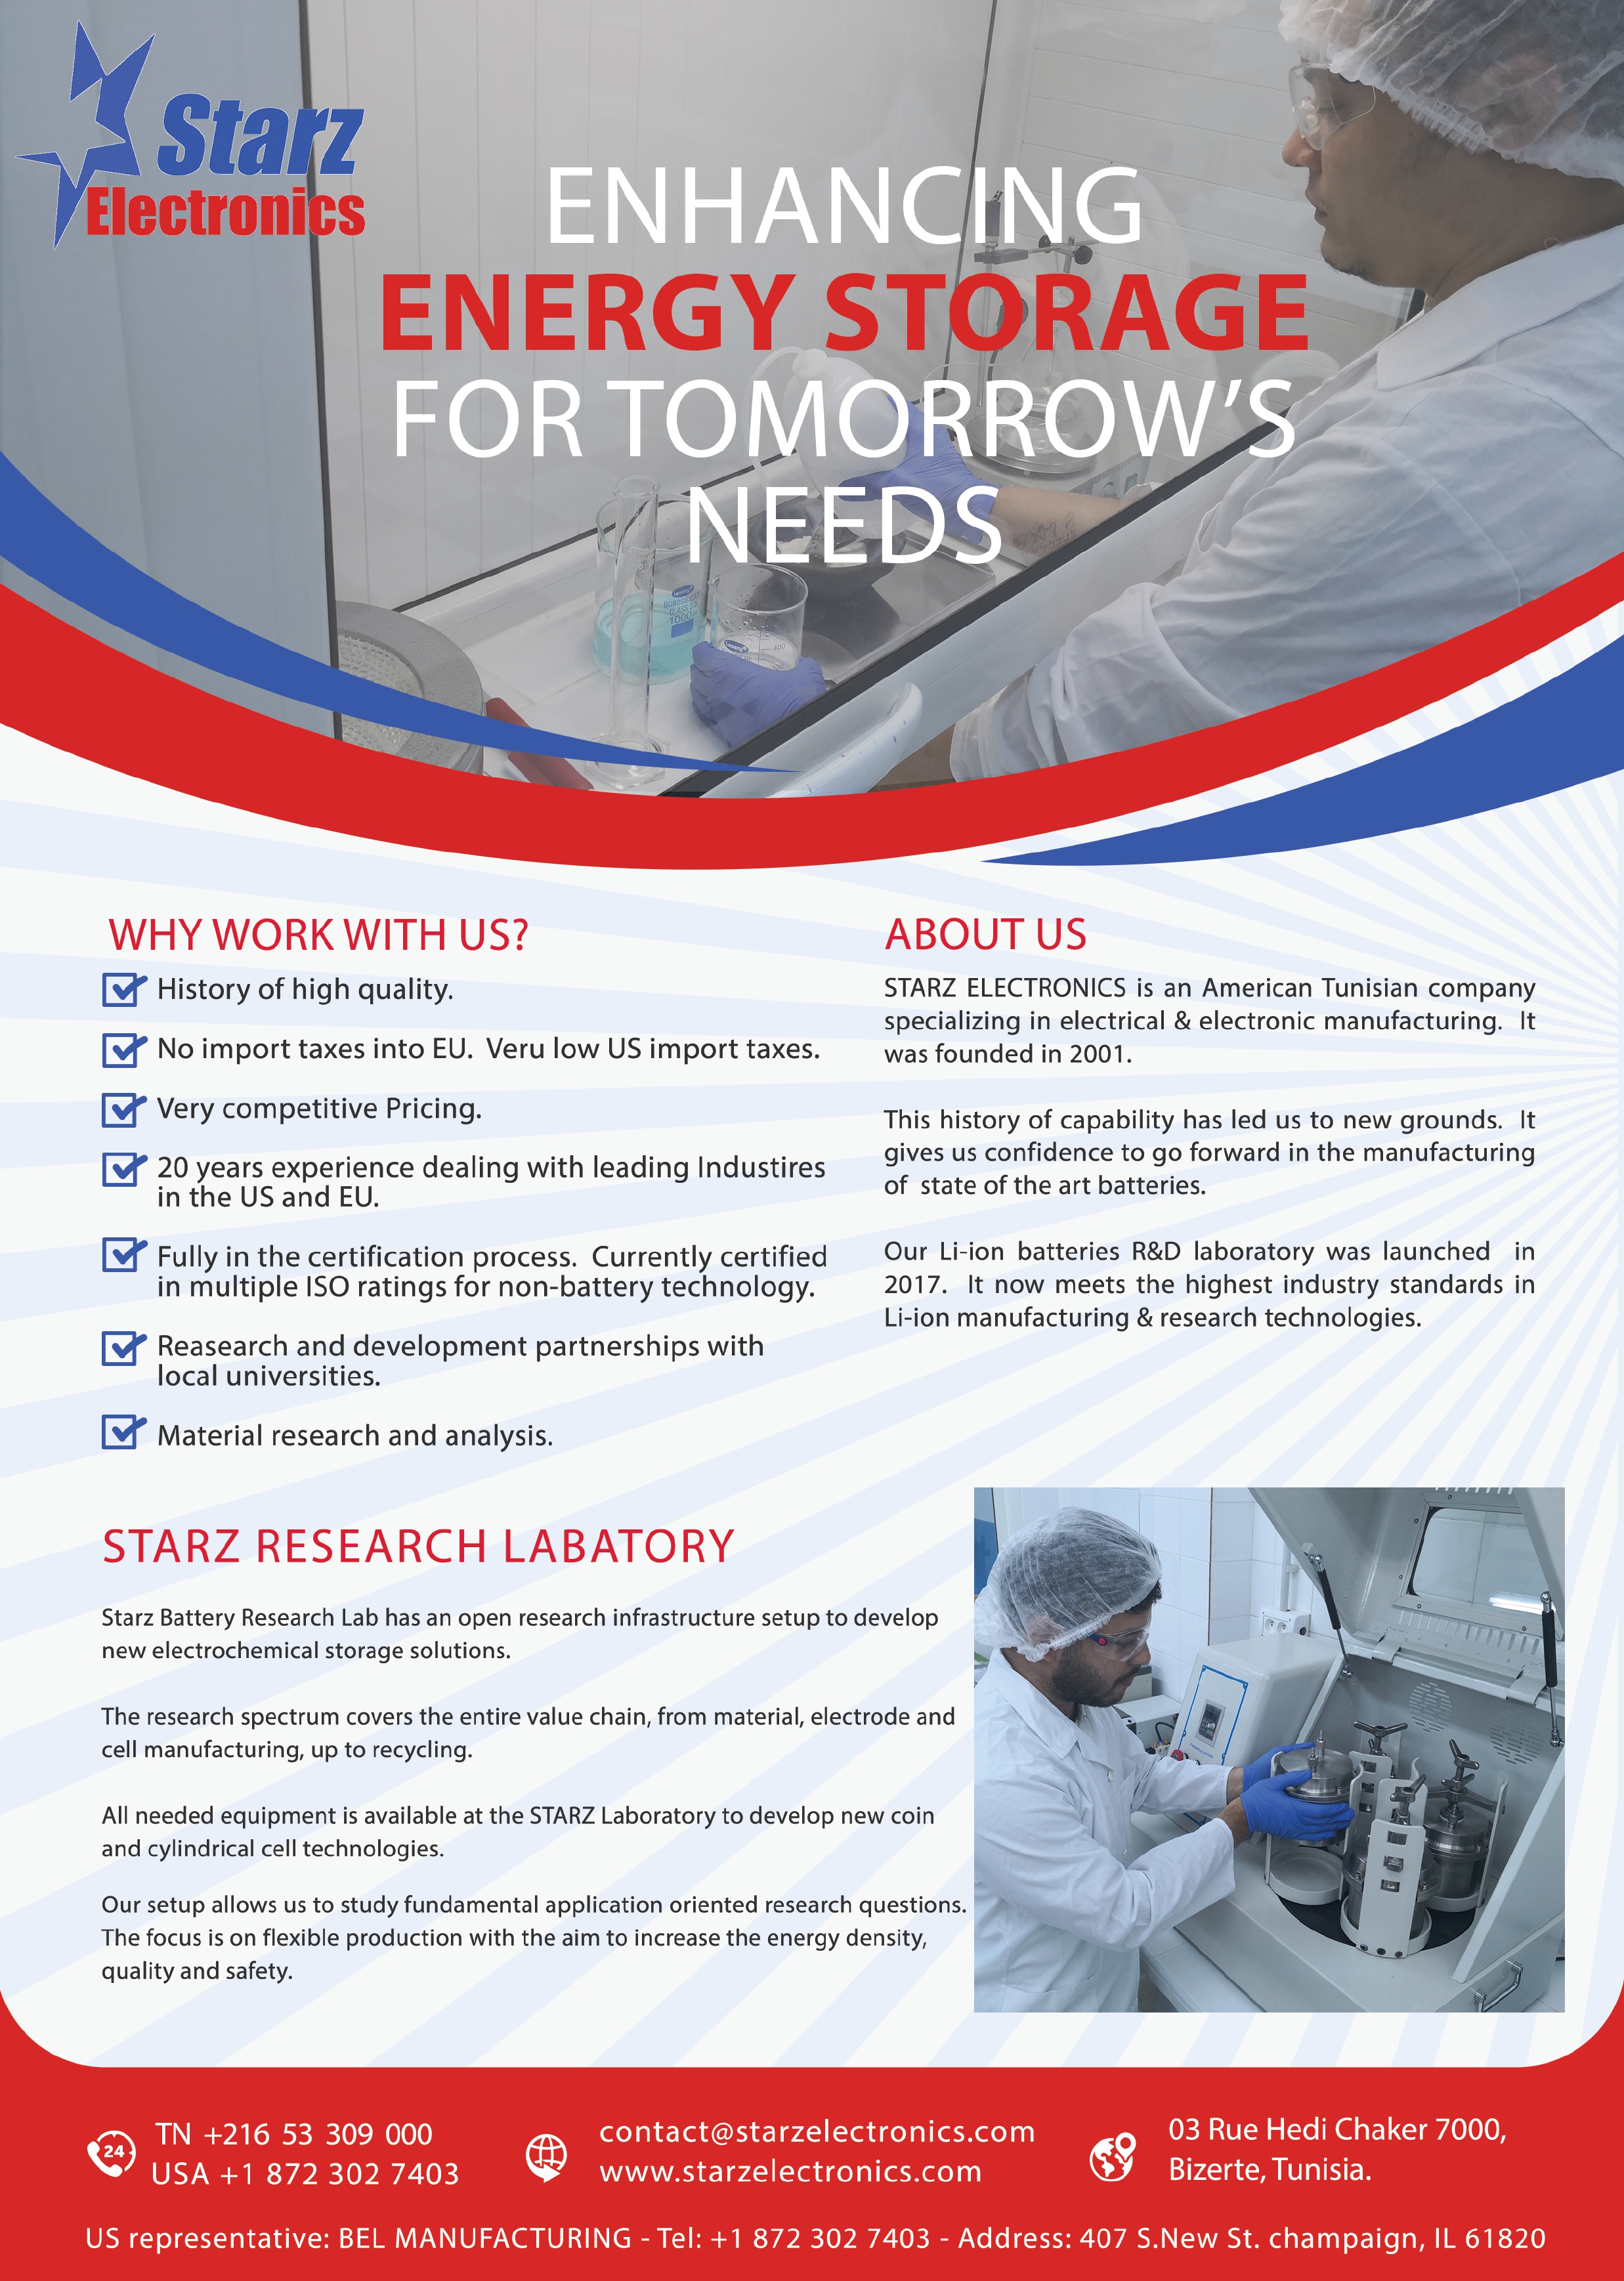 Starz
Electronics
ENHANCING
ENERGY STORAGE
FOR TOMORROW'S
NEEDS
WHY WORK WITH US?
History of high quality.
No import taxes into EU.  Veru low US import taxes.
Very competitive Pricing.
20 years experience dealing with leading Industires
in the US and EU.
Fully in the certification process.  Currently certified
in multiple ISO ratings for non-battery technology.
Reasearch and development partnerships with
local universities.
Material research and analysis.
ABOUT US
STARZ ELECTRONICS is an American Tunisian company
specializing in electrical & electronic manufacturing.  It
was founded in 2001.
This history of capability has led us to new grounds.  It
gives us confidence to go forward in the manufacturing
of  state of the art batteries.
Our Li-ion batteries R&D laboratory was launched  in
2017.  It now meets the highest industry standards in
Li-ion manufacturing & research technologies.
STARZ RESEARCH LABATORY
Starz Battery Research Lab has an open research infrastructure setup to develop
new electrochemical storage solutions.
The research spectrum covers the entire value chain, from material, electrode and
cell manufacturing, up to recycling.
All needed equipment is available at the STARZ Laboratory to develop new coin
and cylindrical cell technologies.
Our setup allows us to study fundamental application oriented research questions.
The focus is on flexible production with the aim to increase the energy density,
quality and safety.
24
TN +216 53 309 000
USA +1 872 302 7403
contact@starzelectronics.com
www.starzelectronics.com
03 Rue Hedi Chaker 7000,
Bizerte, Tunisia.
US representative: BEL MANUFACTURING - Tel: +1 872 302 7403 - Address: 407 S.New St. champaign, IL 61820